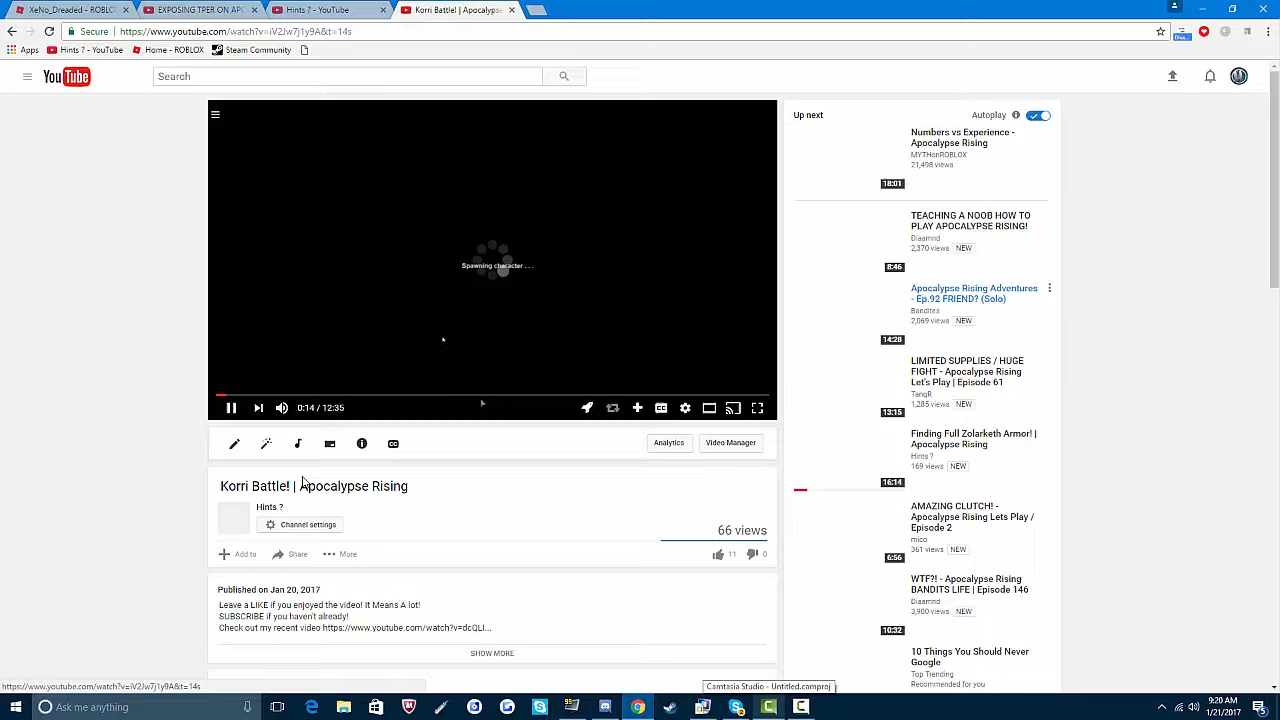 XeNo_Dreaded - ROBLOX
EXPOSING TPER ON APO
Hints ? - YouTube
Korri Battle! | Apocalyps
Secure
https://www.youtube.com/watch?v=iV2Jw7j1y9A&t=14s
Apps
Hints ? - YouTube
Home - ROBLOX
Steam Community
YouTube
Search
Spawning character . . .
0:14 / 12:35
Analytics
Video Manager
Korri Battle! | Apocalypse Rising
Hints ?
Channel settings
66 views
Add to
Share
More
11
0
Published on Jan 20, 2017
Leave a LIKE if you enjoyed the video! It Means A lot!
SUBSCRIBE if you haven't already!
Check out my recent video https://www.youtube.com/watch?v=dcQLi...
SHOW MORE
Up next
Autoplay
Numbers vs Experience -
Apocalypse Rising
MYTHonROBLOX
21,498 views
18:01
TEACHING A NOOB HOW TO
PLAY APOCALYPSE RISING!
Diaamnd
2,370 views NEW
8:46
Apocalypse Rising Adventures
- Ep.92 FRIEND? (Solo)
Bandites
2,069 views NEW
14:28
LIMITED SUPPLIES / HUGE
FIGHT - Apocalypse Rising
Let's Play | Episode 61
TangR
1,285 views NEW
13:15
Finding Full Zolarketh Armor! |
Apocalypse Rising
Hints ?
169 views NEW
16:14
AMAZING CLUTCH! -
Apocalypse Rising Lets Play /
Episode 2
mico
361 views NEW
6:56
WTF?! - Apocalypse Rising
BANDITS LIFE | Episode 146
Diaamnd
3,900 views NEW
10:32
10 Things You Should Never
Google
Top Trending
Recommended for you
https://www.youtube.com/watch?v=iV2Jw7j1y9A&t=14s
Camtasia Studio - Untitled.camproj
Ask me anything
9:20 AM
1/21/2017